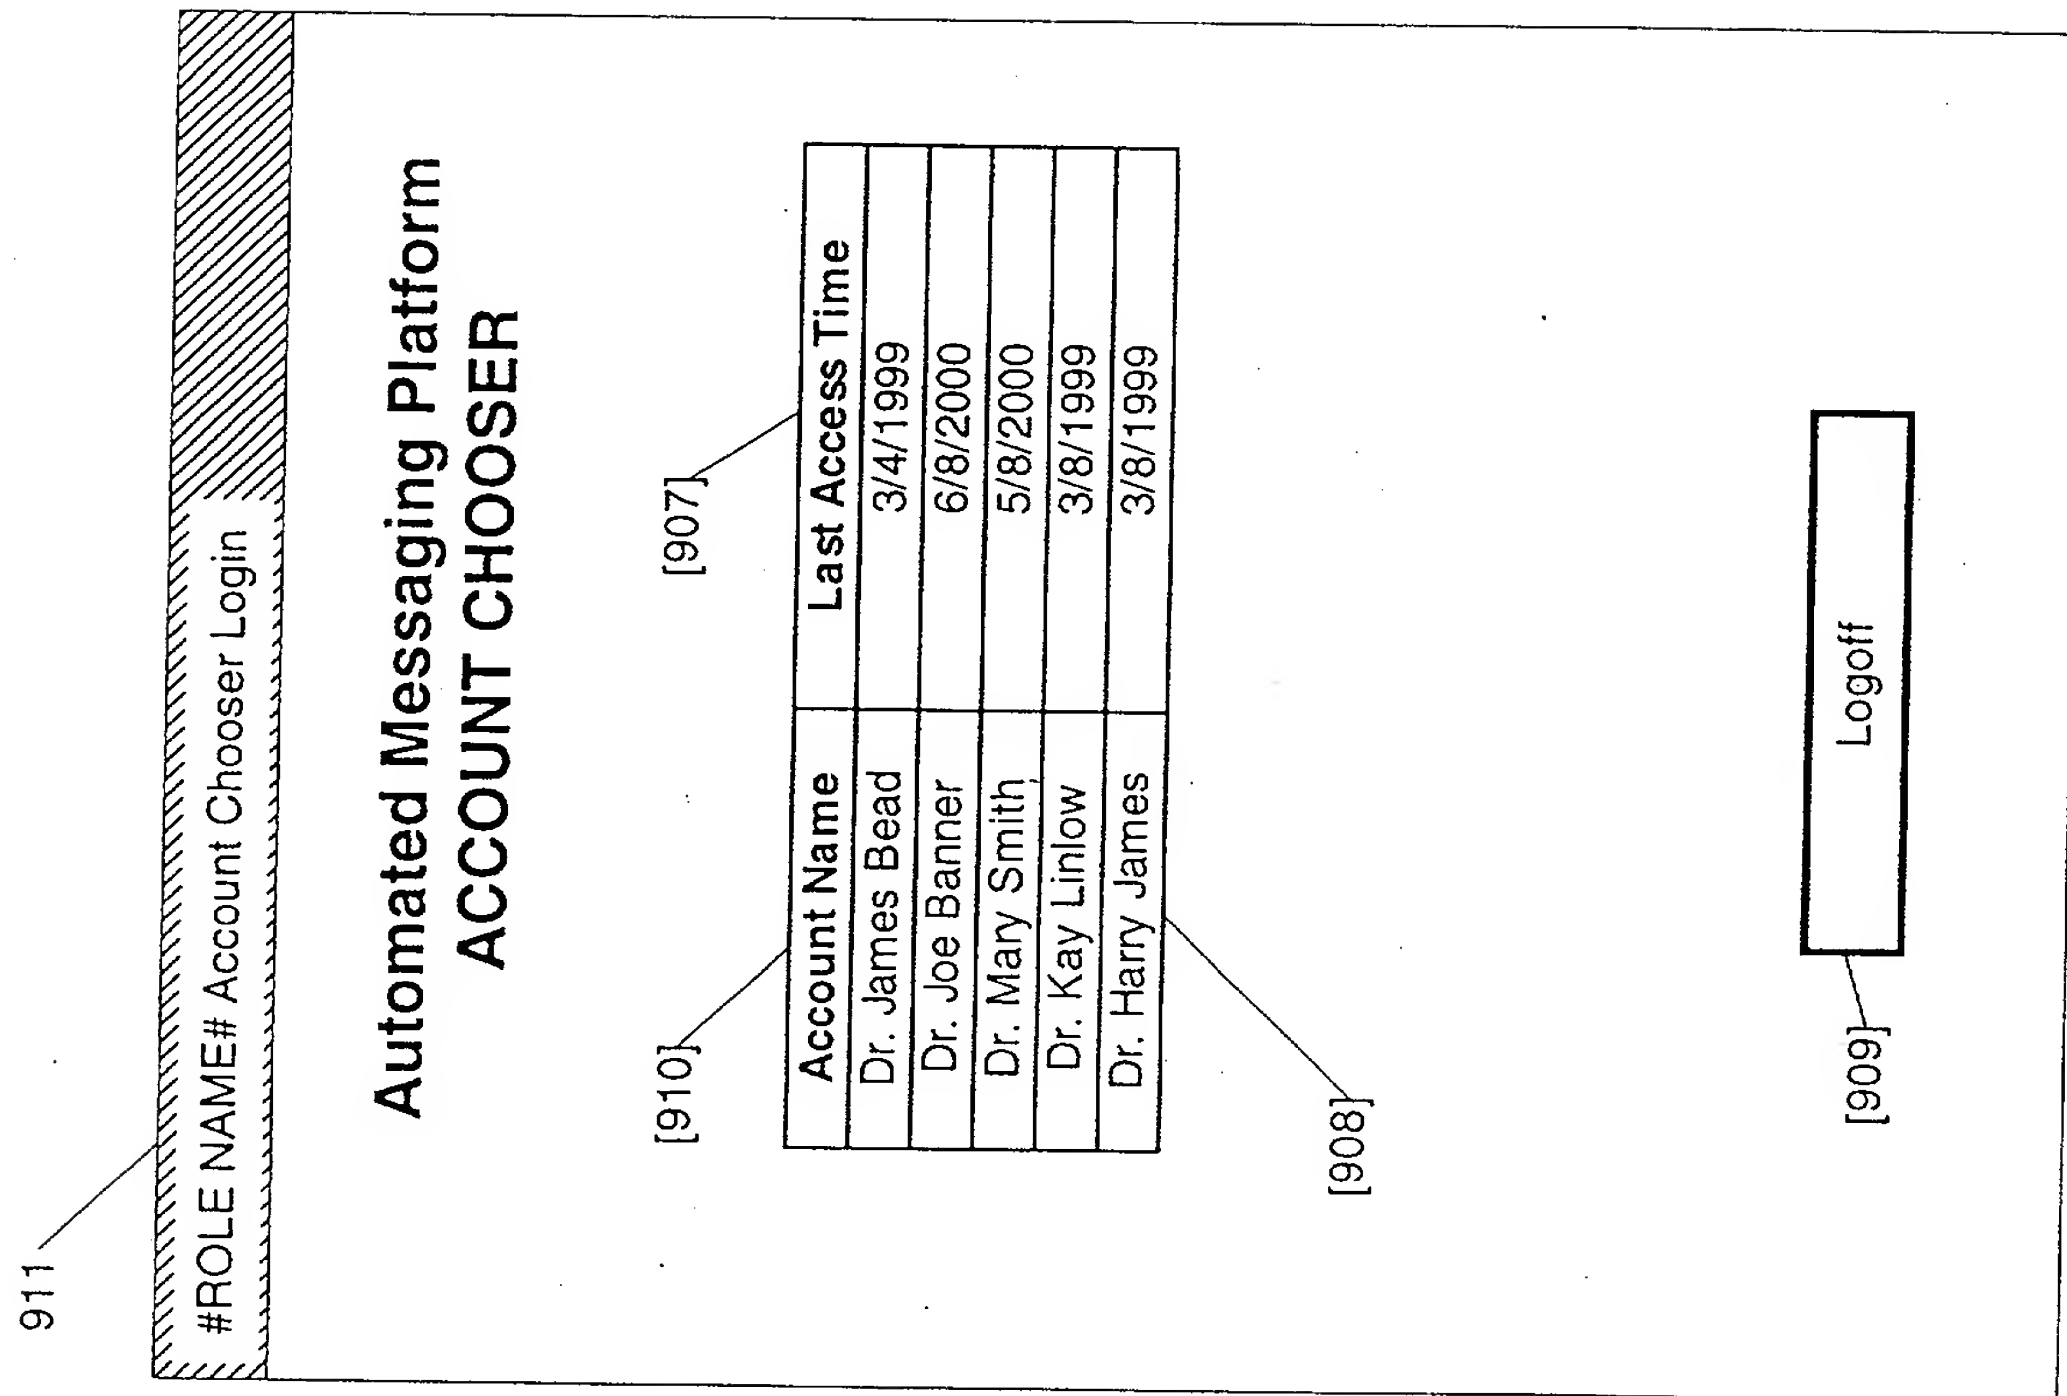 911
#ROLE NAME# Account Chooser Login
Automated Messaging Platform
ACCOUNT CHOOSER
[910] [907]
Account Name Last Access Time
Dr. James Bead 3/4/1999
Dr. Joe Banner 6/8/2000
Dr. Mary Smith 5/8/2000
Dr. Kay Linlow 3/8/1999
Dr. Harry James 3/8/1999
[908]
Logoff
[909]